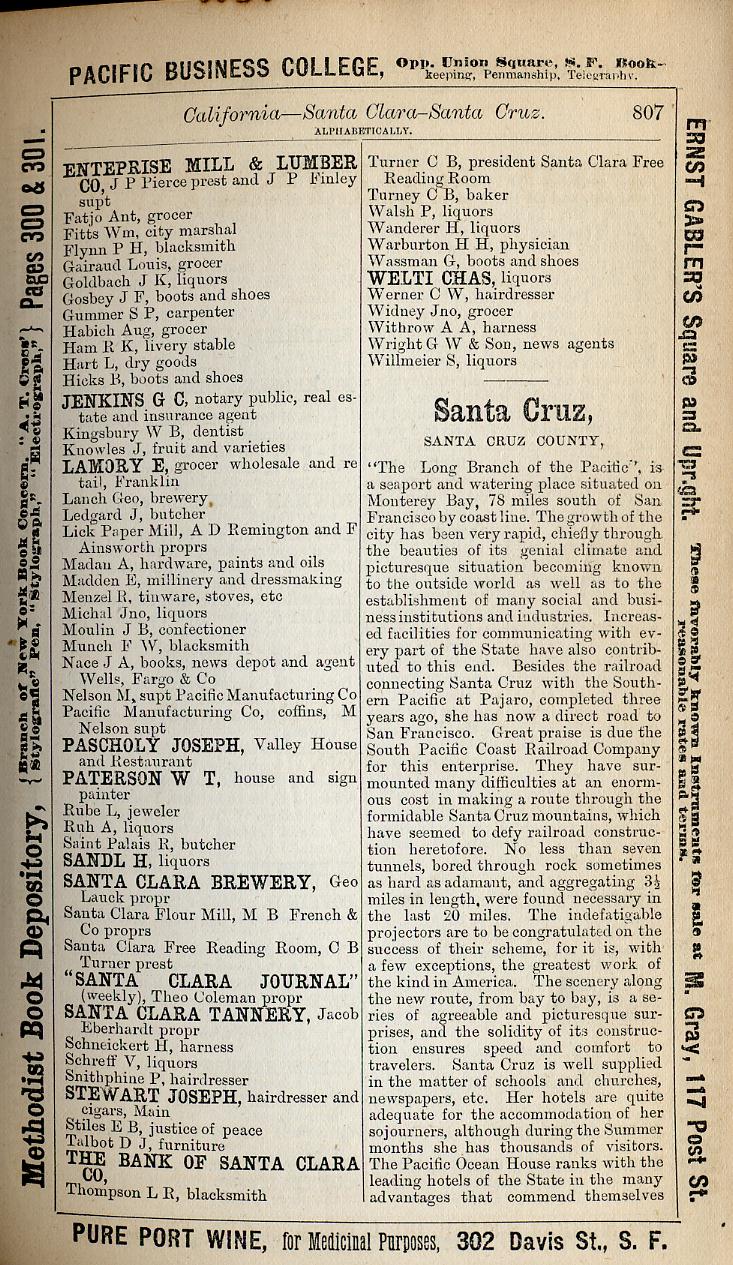 PACIFIC BUSINESS COLLEGE, Opp. Union Square, S. F. Book-
keeping, Penmanship, Telegraphy.
California—Santa Clara–Santa Cruz. 807
ALPHABETICALLY.
ENTEPRISE MILL & LUMBER
CO, J P Pierce prest and J P Finley
supt
Fatjo Ant, grocer
Fitts Wm, city marshal
Flynn P H, blacksmith
Gairaud Louis, grocer
Goldbach J K, liquors
Gosbey J F, boots and shoes
Gummer S P, carpenter
Habich Aug, grocer
Ham R K, livery stable
Hart L, dry goods
Hicks B, boots and shoes
JENKINS G C, notary public, real es-
tate and insurance agent
Kingsbury W B, dentist
Knowles J, fruit and varieties
LAMORY E, grocer wholesale and re
tail, Franklin
Lanch Geo, brewery
Ledgard J, butcher
Lick Paper Mill, A D Remington and F
Ainsworth proprs
Madan A, hardware, paints and oils
Madden E, millinery and dressmaking
Menzel R, tinware, stoves, etc
Michal Jno, liquors
Moulin J B, confectioner
Munch F W, blacksmith
Nace J A, books, news depot and agent
Wells, Fargo & Co
Nelson M, supt Pacific Manufacturing Co
Pacific Manufacturing Co, coffins, M
Nelson supt
PASCHOLY JOSEPH, Valley House
and Restaurant
PATERSON W T, house and sign
painter
Rube L, jeweler
Ruh A, liquors
Saint Palais R, butcher
SANDL H, liquors
SANTA CLARA BREWERY, Geo
Lauck propr
Santa Clara Flour Mill, M B French &
Co proprs
Santa Clara Free Reading Room, C B
Turner prest
"SANTA CLARA JOURNAL"
(weekly), Theo Coleman propr
SANTA CLARA TANNERY, Jacob
Eberhardt propr
Schneickert H, harness
Schreff V, liquors
Snithphine P, hairdresser
STEWART JOSEPH, hairdresser and
cigars, Main
Stiles E B, justice of peace
Talbot D J, furniture
THE BANK OF SANTA CLARA
CO,
Thompson L R, blacksmith
Turner C B, president Santa Clara Free
Reading Room
Turney C B, baker
Walsh P, liquors
Wanderer H, liquors
Warburton H H, physician
Wassman G, boots and shoes
WELTI CHAS, liquors
Werner C W, hairdresser
Widney Jno, grocer
Withrow A A, harness
Wright G W & Son, news agents
Willmeier S, liquors
Santa Cruz,
SANTA CRUZ COUNTY,
"The Long Branch of the Pacific", is
a seaport and watering place situated on
Monterey Bay, 78 miles south of San
Francisco by coast line. The growth of the
city has been very rapid, chiefly through
the beauties of its genial climate and
picturesque situation becoming known
to the outside world as well as to the
establishment of many social and busi-
ness institutions and industries. Increas-
ed facilities for communicating with ev-
ery part of the State have also contrib-
uted to this end. Besides the railroad
connecting Santa Cruz with the South-
ern Pacific at Pajaro, completed three
years ago, she has now a direct road to
San Francisco. Great praise is due the
South Pacific Coast Railroad Company
for this enterprise. They have sur-
mounted many difficulties at an enorm-
ous cost in making a route through the
formidable Santa Cruz mountains, which
have seemed to defy railroad construc-
tion heretofore. No less than seven
tunnels, bored through rock sometimes
as hard as adamant, and aggregating 3½
miles in length, were found necessary in
the last 20 miles. The indefatigable
projectors are to be congratulated on the
success of their scheme, for it is, with
a few exceptions, the greatest work of
the kind in America. The scenery along
the new route, from bay to bay, is a se-
ries of agreeable and picturesque sur-
prises, and the solidity of its construc-
tion ensures speed and comfort to
travelers. Santa Cruz is well supplied
in the matter of schools and churches,
newspapers, etc. Her hotels are quite
adequate for the accommodation of her
sojourners, although during the Summer
months she has thousands of visitors.
The Pacific Ocean House ranks with the
leading hotels of the State in the many
advantages that commend themselves
Methodist Book Depository, { Branch of New York Book Concern. "A. T. Cross'
Stylografic" Pen, "Stylograph," "Electrograph," } Pages 300 & 301.
ERNST GABLER'S Square and Upright. These favorably known Instruments for sale at
reasonable rates and terms. M. Gray, 117 Post St.
PURE PORT WINE, for Medicinal Purposes, 302 Davis St., S. F.